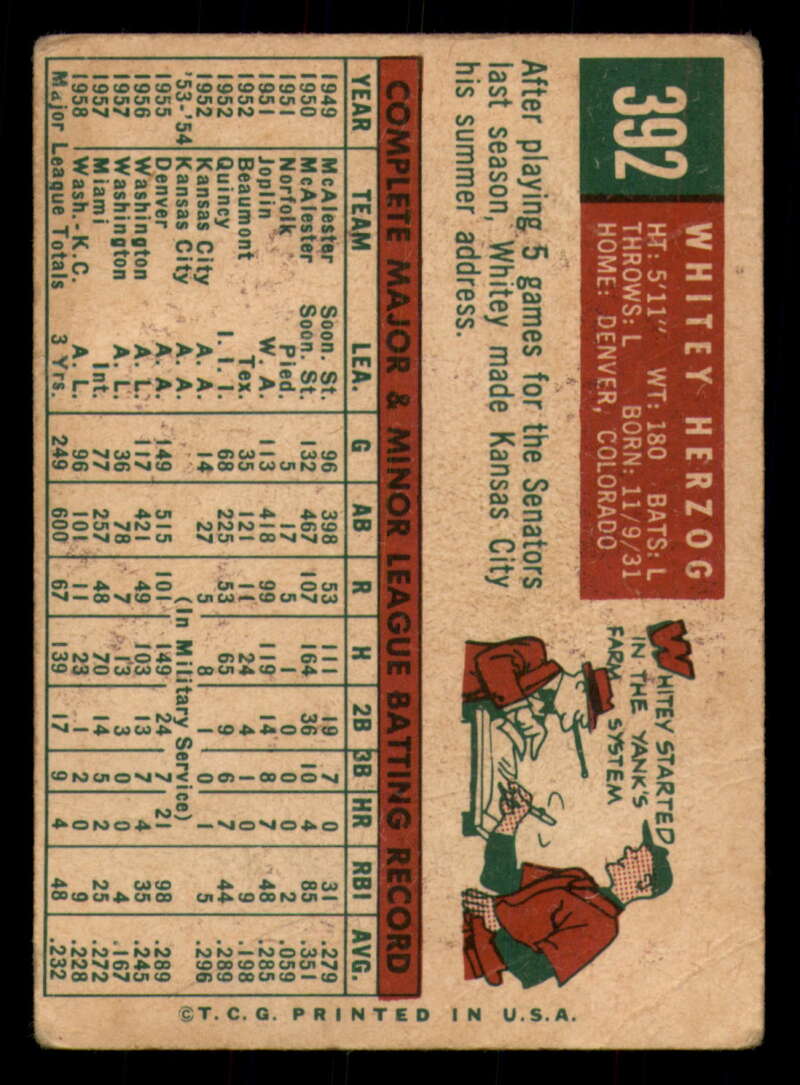 392
WHITEY HERZOG
HT: 5'11" WT: 180 BATS: L
THROWS: L BORN: 11/9/31
HOME: DENVER, COLORADO
After playing 5 games for the Senators
last season, Whitey made Kansas City
his summer address.
WHITEY STARTED
IN THE YANK'S
FARM SYSTEM
COMPLETE MAJOR & MINOR LEAGUE BATTING RECORD
YEAR TEAM LEA. G AB R H 2B 3B HR RBI AVG.
1949 McAlester Soon. St. 96 398 53 111 19 7 0 31 .279
1950 McAlester Soon. St. 132 467 107 164 36 10 4 85 .351
1951 Norfolk Pied. 5 17 5 1 0 0 0 2 .059
1951 Joplin W. A. 113 418 99 119 14 8 7 48 .285
1952 Beaumont Tex. 35 121 11 24 4 1 0 9 .198
1952 Quincy I. I. I. 68 225 53 65 9 6 7 44 .289
1952 Kansas City A. A. 14 27 5 8 1 0 1 5 .296
'53-'54 Kansas City A. A. (In Military Service)
1955 Denver A. A. 149 515 101 149 24 7 21 98 .289
1956 Washington A. L. 117 421 49 103 13 7 4 35 .245
1957 Washington A. L. 36 78 7 13 3 0 0 4 .167
1957 Miami Int. 77 257 48 70 14 5 2 25 .272
1958 Wash.-K.C. A. L. 96 101 11 23 1 2 0 9 .228
Major League Totals 3 Yrs. 249 600 67 139 17 9 4 48 .232
©T.C.G. PRINTED IN U.S.A.